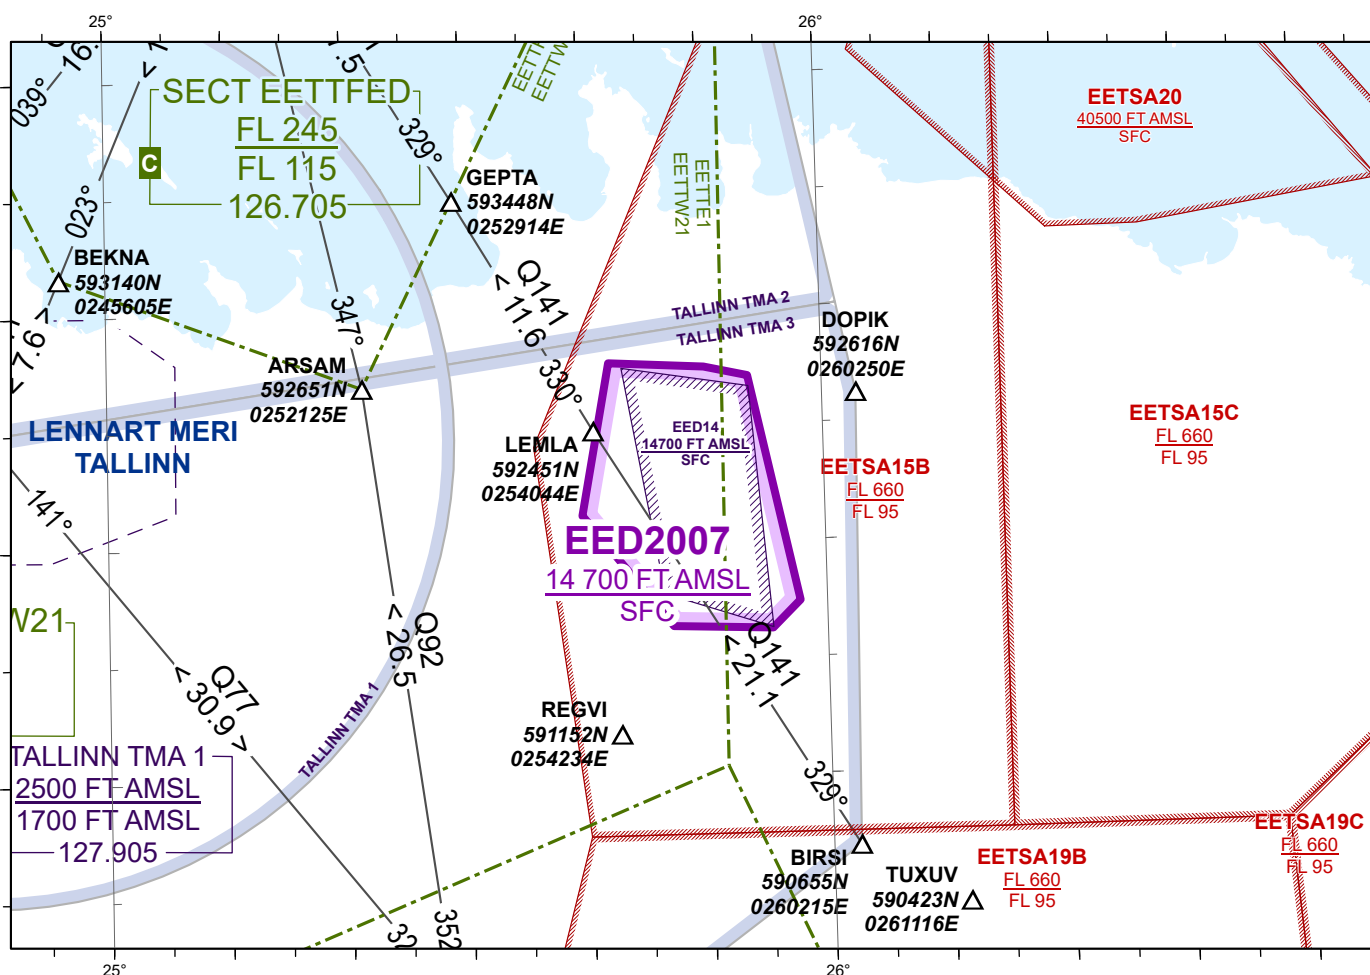 25°
26°
039°
16.
.5
SECT EETTFED
FL 245
FL 115
126.705
C
329°
EETTW
EETTE1
EETTW21
EETSA20
40500 FT AMSL
SFC
GEPTA
593448N
0252914E
023°
BEKNA
593140N
0245605E
< 7.6 >
347°
Q141
< 11.6
330°
TALLINN TMA 2
TALLINN TMA 3
DOPIK
592616N
0260250E
ARSAM
592651N
0252125E
LENNART MERI
TALLINN
LEMLA
592451N
0254044E
EED14
14700 FT AMSL
SFC
EETSA15B
FL 660
FL 95
EETSA15C
FL 660
FL 95
141°
EED2007
14 700 FT AMSL
SFC
W21
Q92
< 26.5
Q141
< 21.1
Q77
< 30.9 >
TALLINN TMA 1
REGVI
591152N
0254234E
TALLINN TMA 1
2500 FT AMSL
1700 FT AMSL
127.905
329°
EETSA19C
FL 660
FL 95
BIRSI
590655N
0260215E
TUXUV
590423N
0261116E
EETSA19B
FL 660
FL 95
352
32
25°
26°